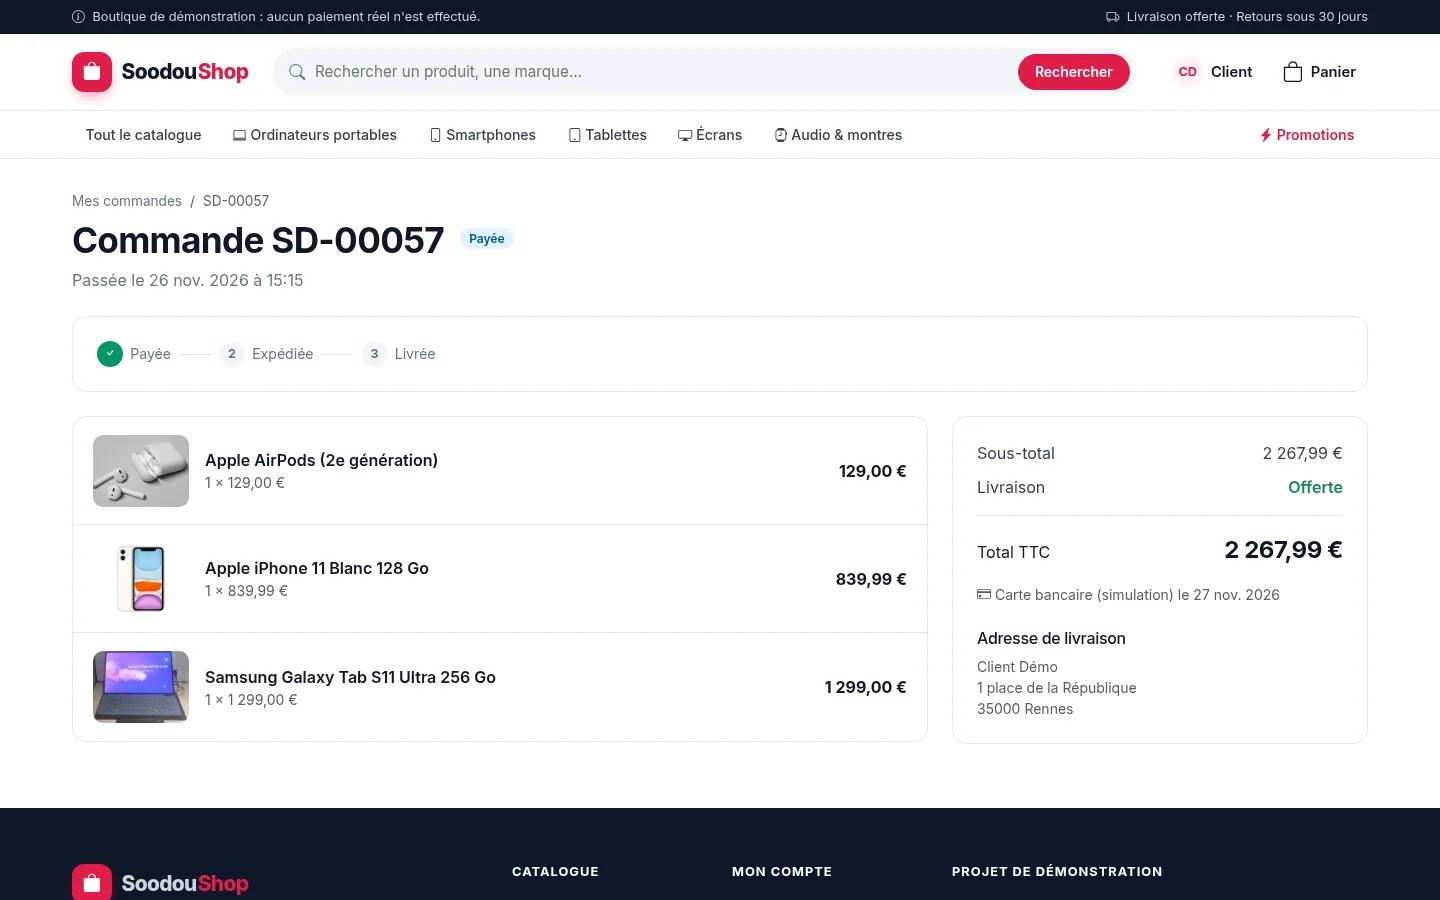 Boutique de démonstration : aucun paiement réel n'est effectué.
Livraison offerte · Retours sous 30 jours
SoodouShop
Rechercher un produit, une marque...
Rechercher
CD
Client
Panier
Tout le catalogue
Ordinateurs portables
Smartphones
Tablettes
Écrans
Audio & montres
Promotions
Mes commandes / SD-00057
Commande SD-00057
Payée
Passée le 26 nov. 2026 à 15:15
Payée
2 Expédiée
3 Livrée
Apple AirPods (2e génération)
1 × 129,00 €
129,00 €
Apple iPhone 11 Blanc 128 Go
1 × 839,99 €
839,99 €
Samsung Galaxy Tab S11 Ultra 256 Go
1 × 1 299,00 €
1 299,00 €
Sous-total 2 267,99 €
Livraison Offerte
Total TTC 2 267,99 €
Carte bancaire (simulation) le 27 nov. 2026
Adresse de livraison
Client Démo
1 place de la République
35000 Rennes
SoodouShop
CATALOGUE
MON COMPTE
PROJET DE DÉMONSTRATION